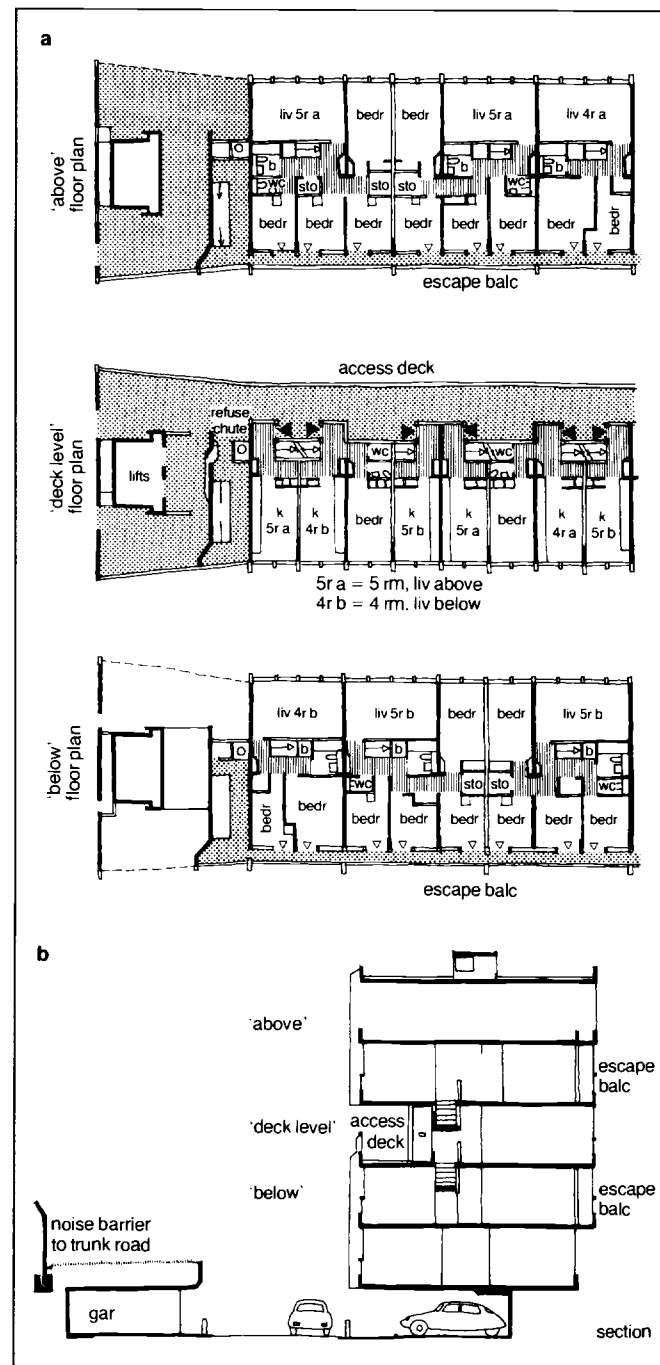 a
'above'
floor plan
liv 5r a
bedr
bedr
liv 5r a
liv 4r a
b
b
b
wc
sto
sto
sto
wc
bedr
bedr
bedr
bedr
bedr
bedr
bedr
bedr
escape balc
access deck
'deck level'
floor plan
refuse
chute
lifts
wc
wc
k
5r a
k
4r b
bedr
k
5r b
k
5r a
bedr
k
4r a
k
5r b
5r a = 5 rm, liv above
4r b = 4 rm, liv below
'below'
floor plan
liv 4r b
liv 5r b
bedr
bedr
liv 5r b
b
b
b
wc
sto
sto
wc
bedr
bedr
bedr
bedr
bedr
bedr
bedr
bedr
escape balc
b
'above'
escape
balc
'deck level'
access
deck
'below'
escape
balc
noise barrier
to trunk road
gar
section